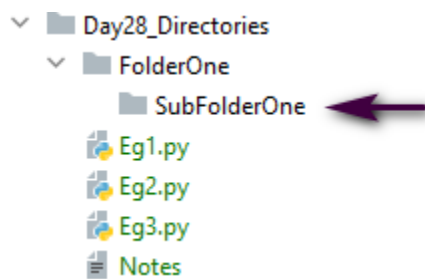 Day28_Directories
FolderOne
SubFolderOne
Eg1.py
Eg2.py
Eg3.py
Notes